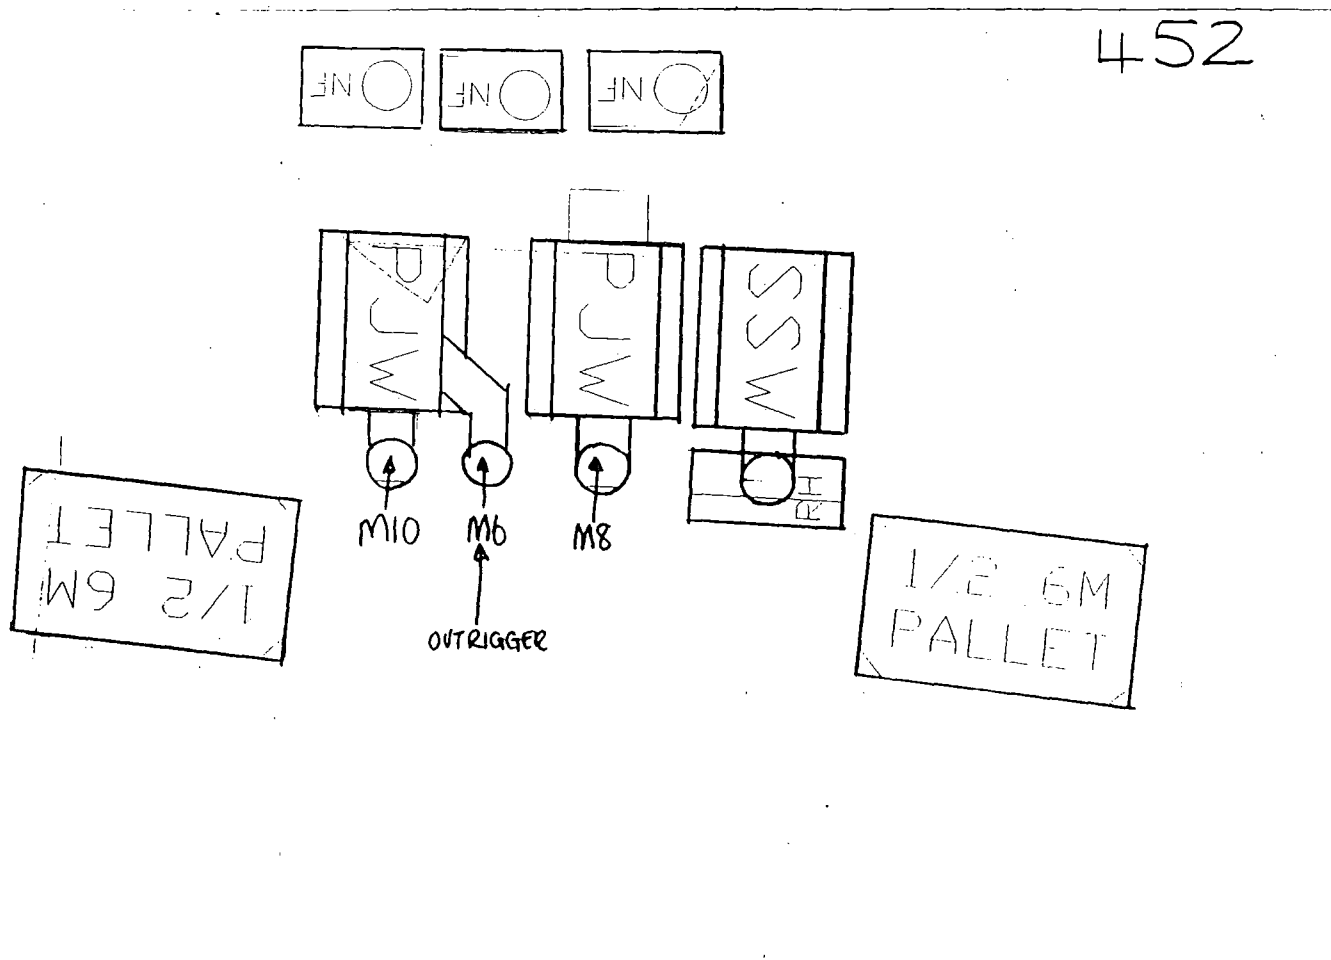 452
NF
NF
NF
PJW
PJW
SSW
RH
M10
M6
M8
OUTRIGGER
1/2 6M
PALLET
1/2 6M
PALLET